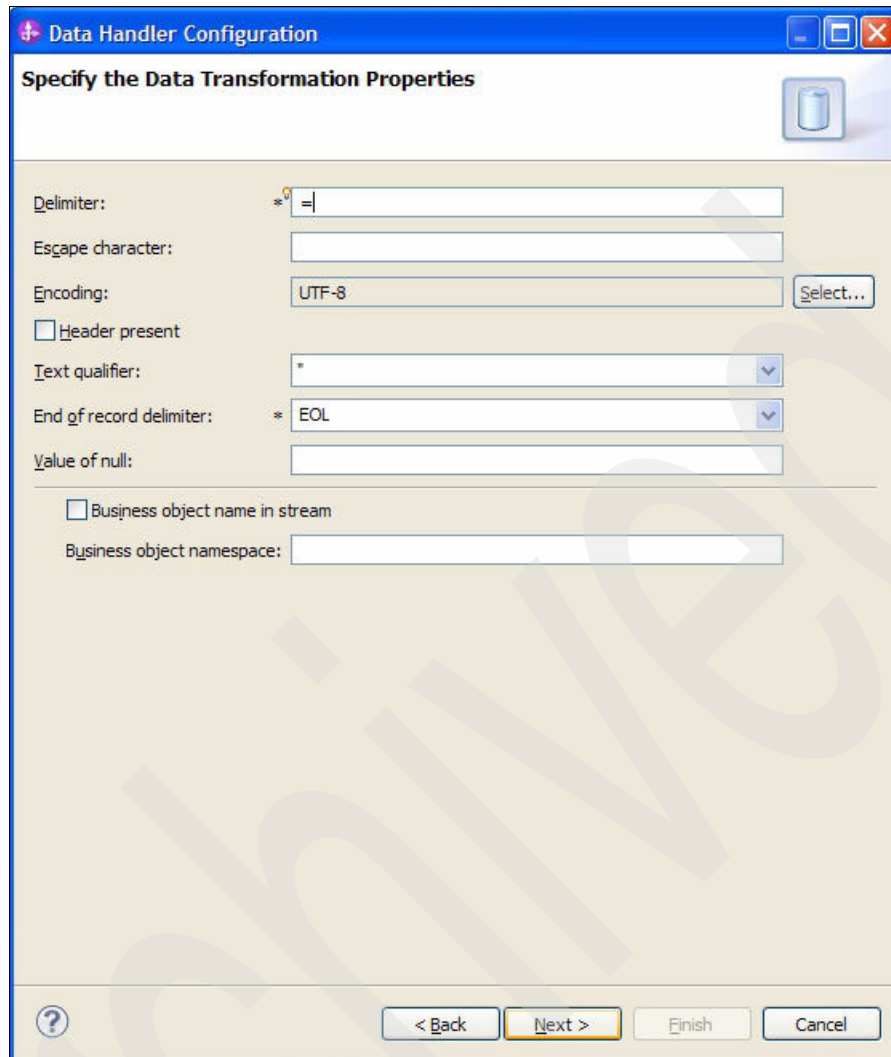 Data Handler Configuration
Specify the Data Transformation Properties
Delimiter: * =
Escape character:
Encoding: UTF-8 Select...
Header present
Text qualifier: "
End of record delimiter: * EOL
Value of null:
Business object name in stream
Business object namespace:
? < Back Next > Finish Cancel